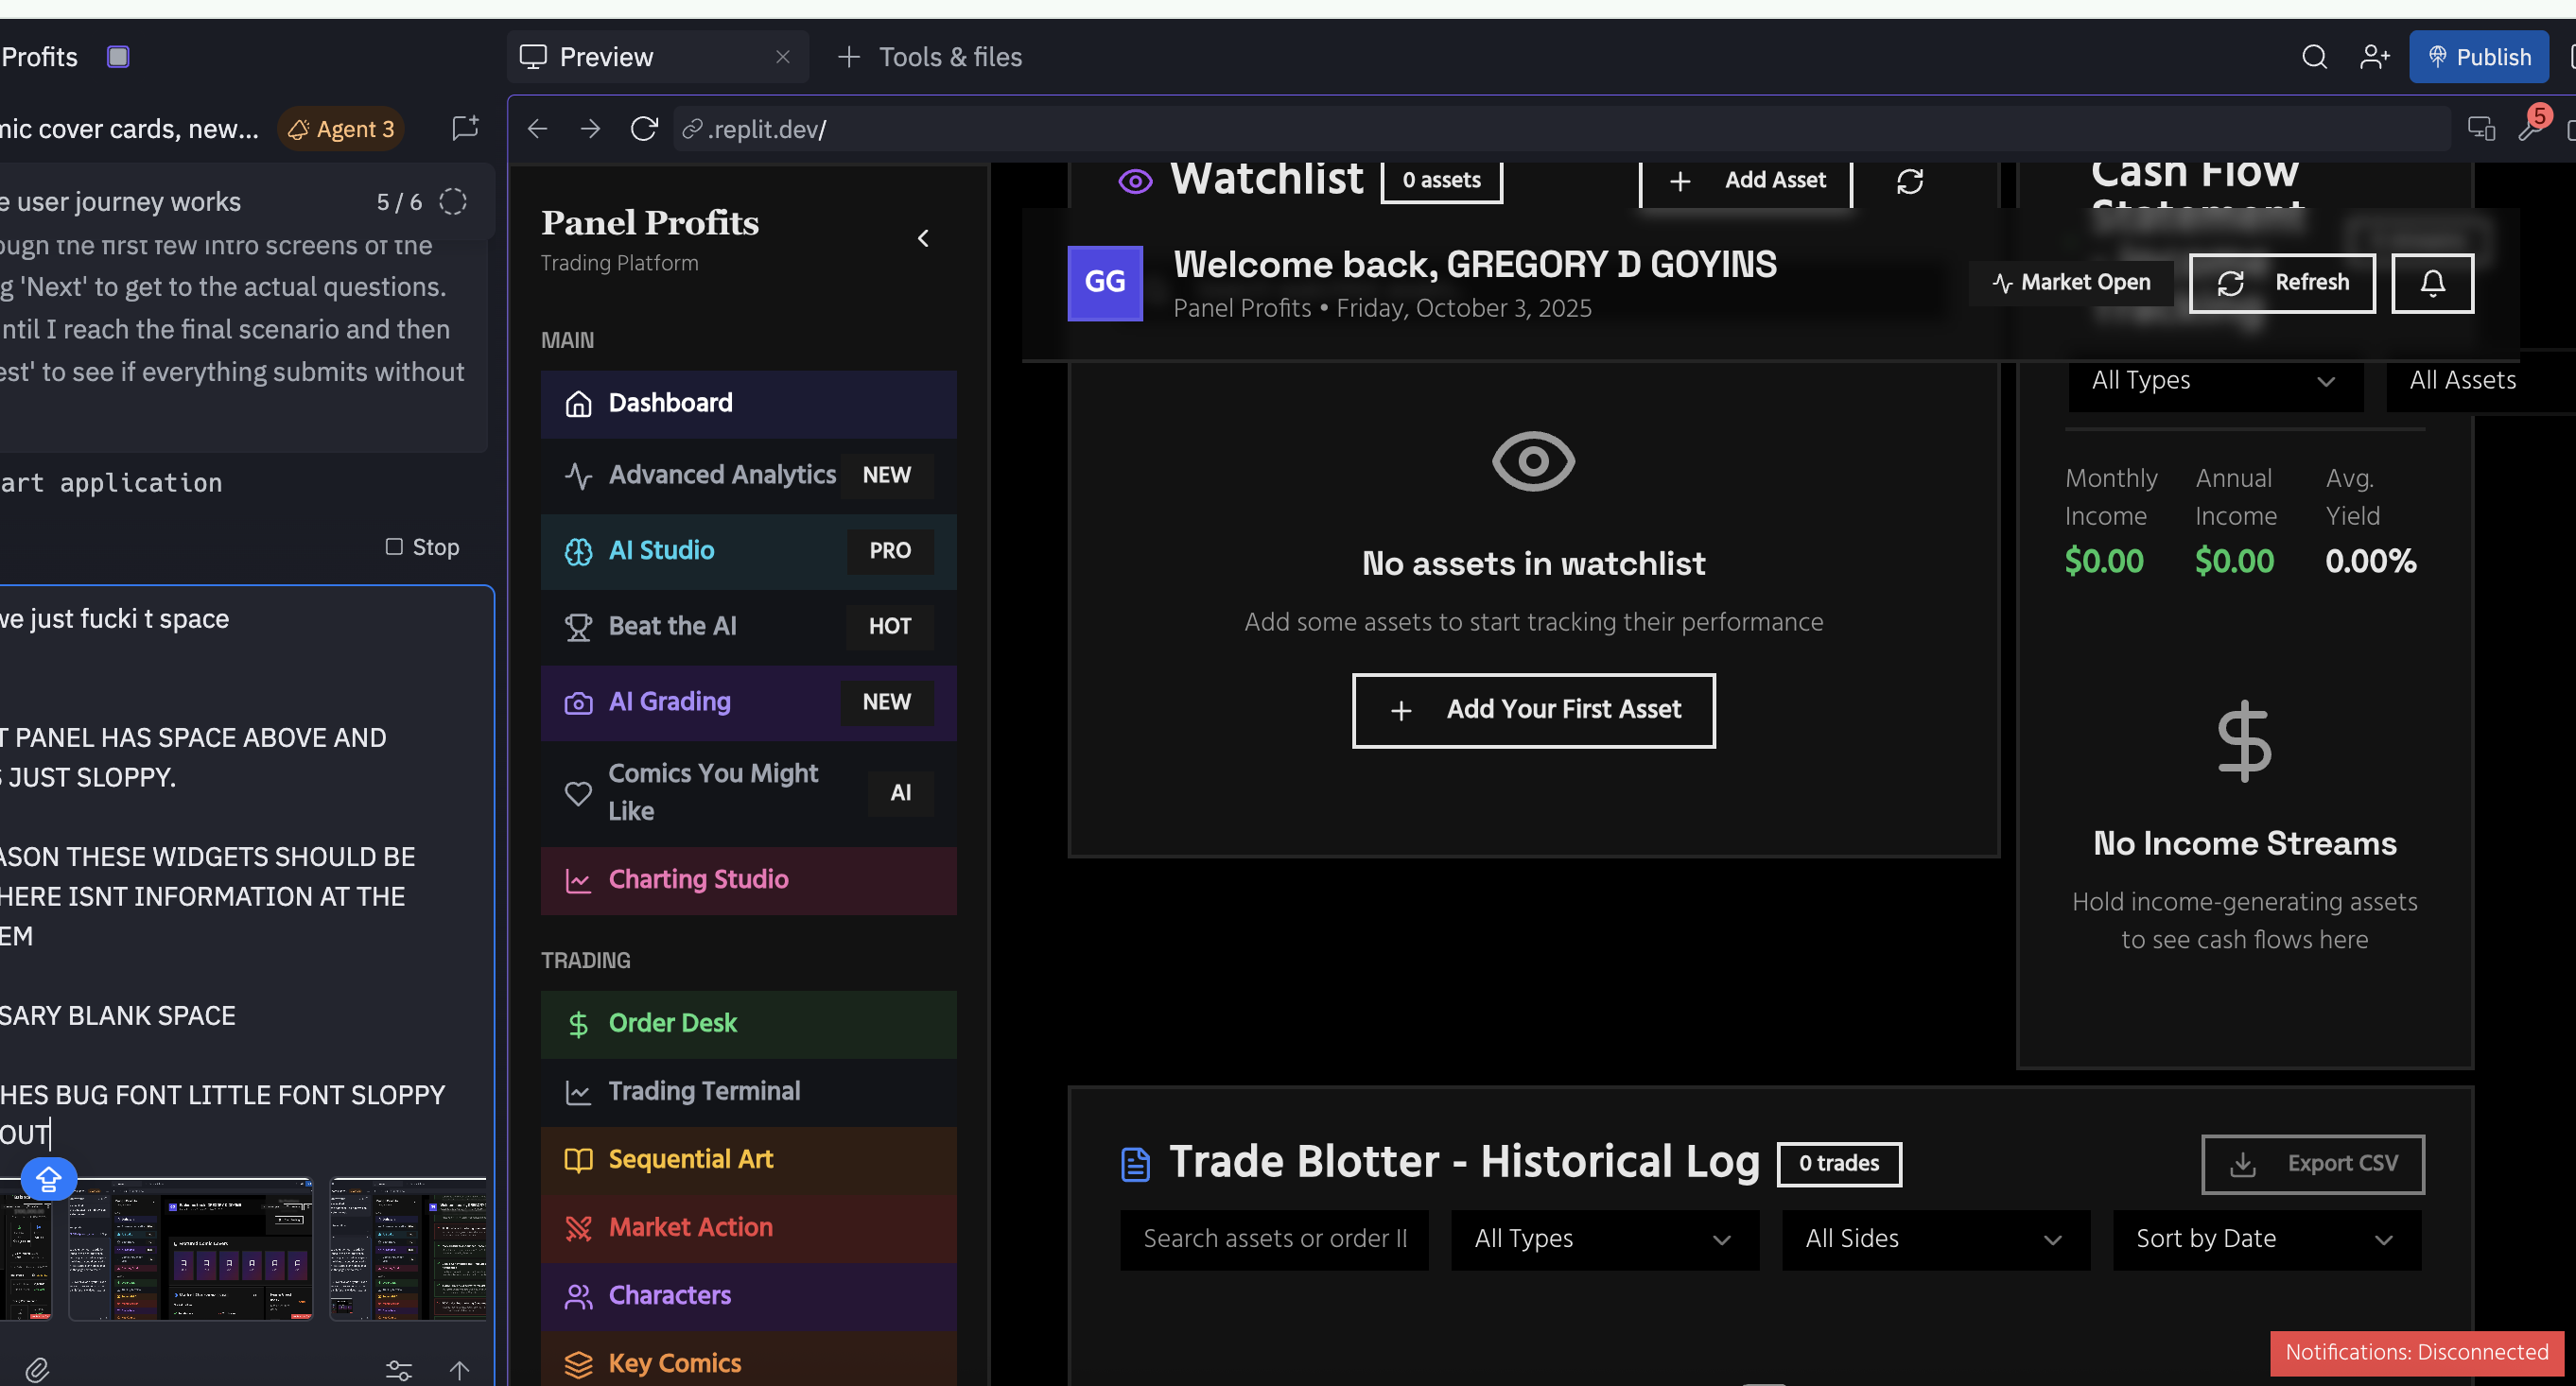 Profits
Preview
Tools & files
Publish
mic cover cards, new...
Agent 3
.replit.dev/
5
e user journey works
5 / 6
ough the first few intro screens of the
g 'Next' to get to the actual questions.
ntil I reach the final scenario and then
est' to see if everything submits without
art application
Stop
ve just fucki t space
T PANEL HAS SPACE ABOVE AND
S JUST SLOPPY.
ASON THESE WIDGETS SHOULD BE
HERE ISNT INFORMATION AT THE
EM
SARY BLANK SPACE
HES BUG FONT LITTLE FONT SLOPPY
OUT
Panel Profits
Trading Platform
MAIN
Dashboard
Advanced Analytics NEW
AI Studio PRO
Beat the AI HOT
AI Grading NEW
Comics You Might
Like
AI
Charting Studio
TRADING
Order Desk
Trading Terminal
Sequential Art
Market Action
Characters
Key Comics
Watchlist 0 assets
Add Asset
Cash Flow
Statement
GG
Welcome back, GREGORY D GOYINS
Panel Profits • Friday, October 3, 2025
Market Open
Refresh
All Types
All Assets
No assets in watchlist
Add some assets to start tracking their performance
Add Your First Asset
Monthly
Income
$0.00
Annual
Income
$0.00
Avg.
Yield
0.00%
No Income Streams
Hold income-generating assets
to see cash flows here
Trade Blotter - Historical Log 0 trades
Export CSV
Search assets or order II
All Types
All Sides
Sort by Date
Notifications: Disconnected